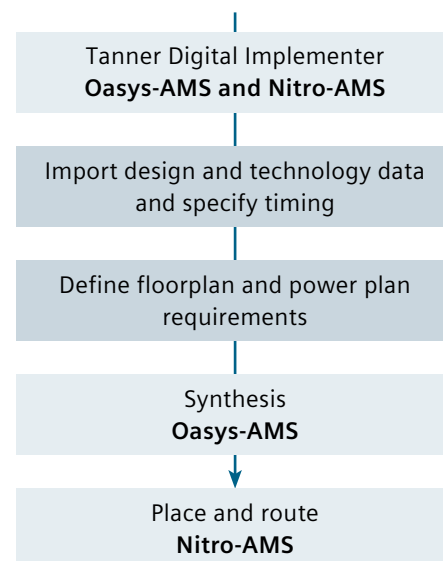 Tanner Digital Implementer
Oasys-AMS and Nitro-AMS
Import design and technology data
and specify timing
Define floorplan and power plan
requirements
Synthesis
Oasys-AMS
Place and route
Nitro-AMS